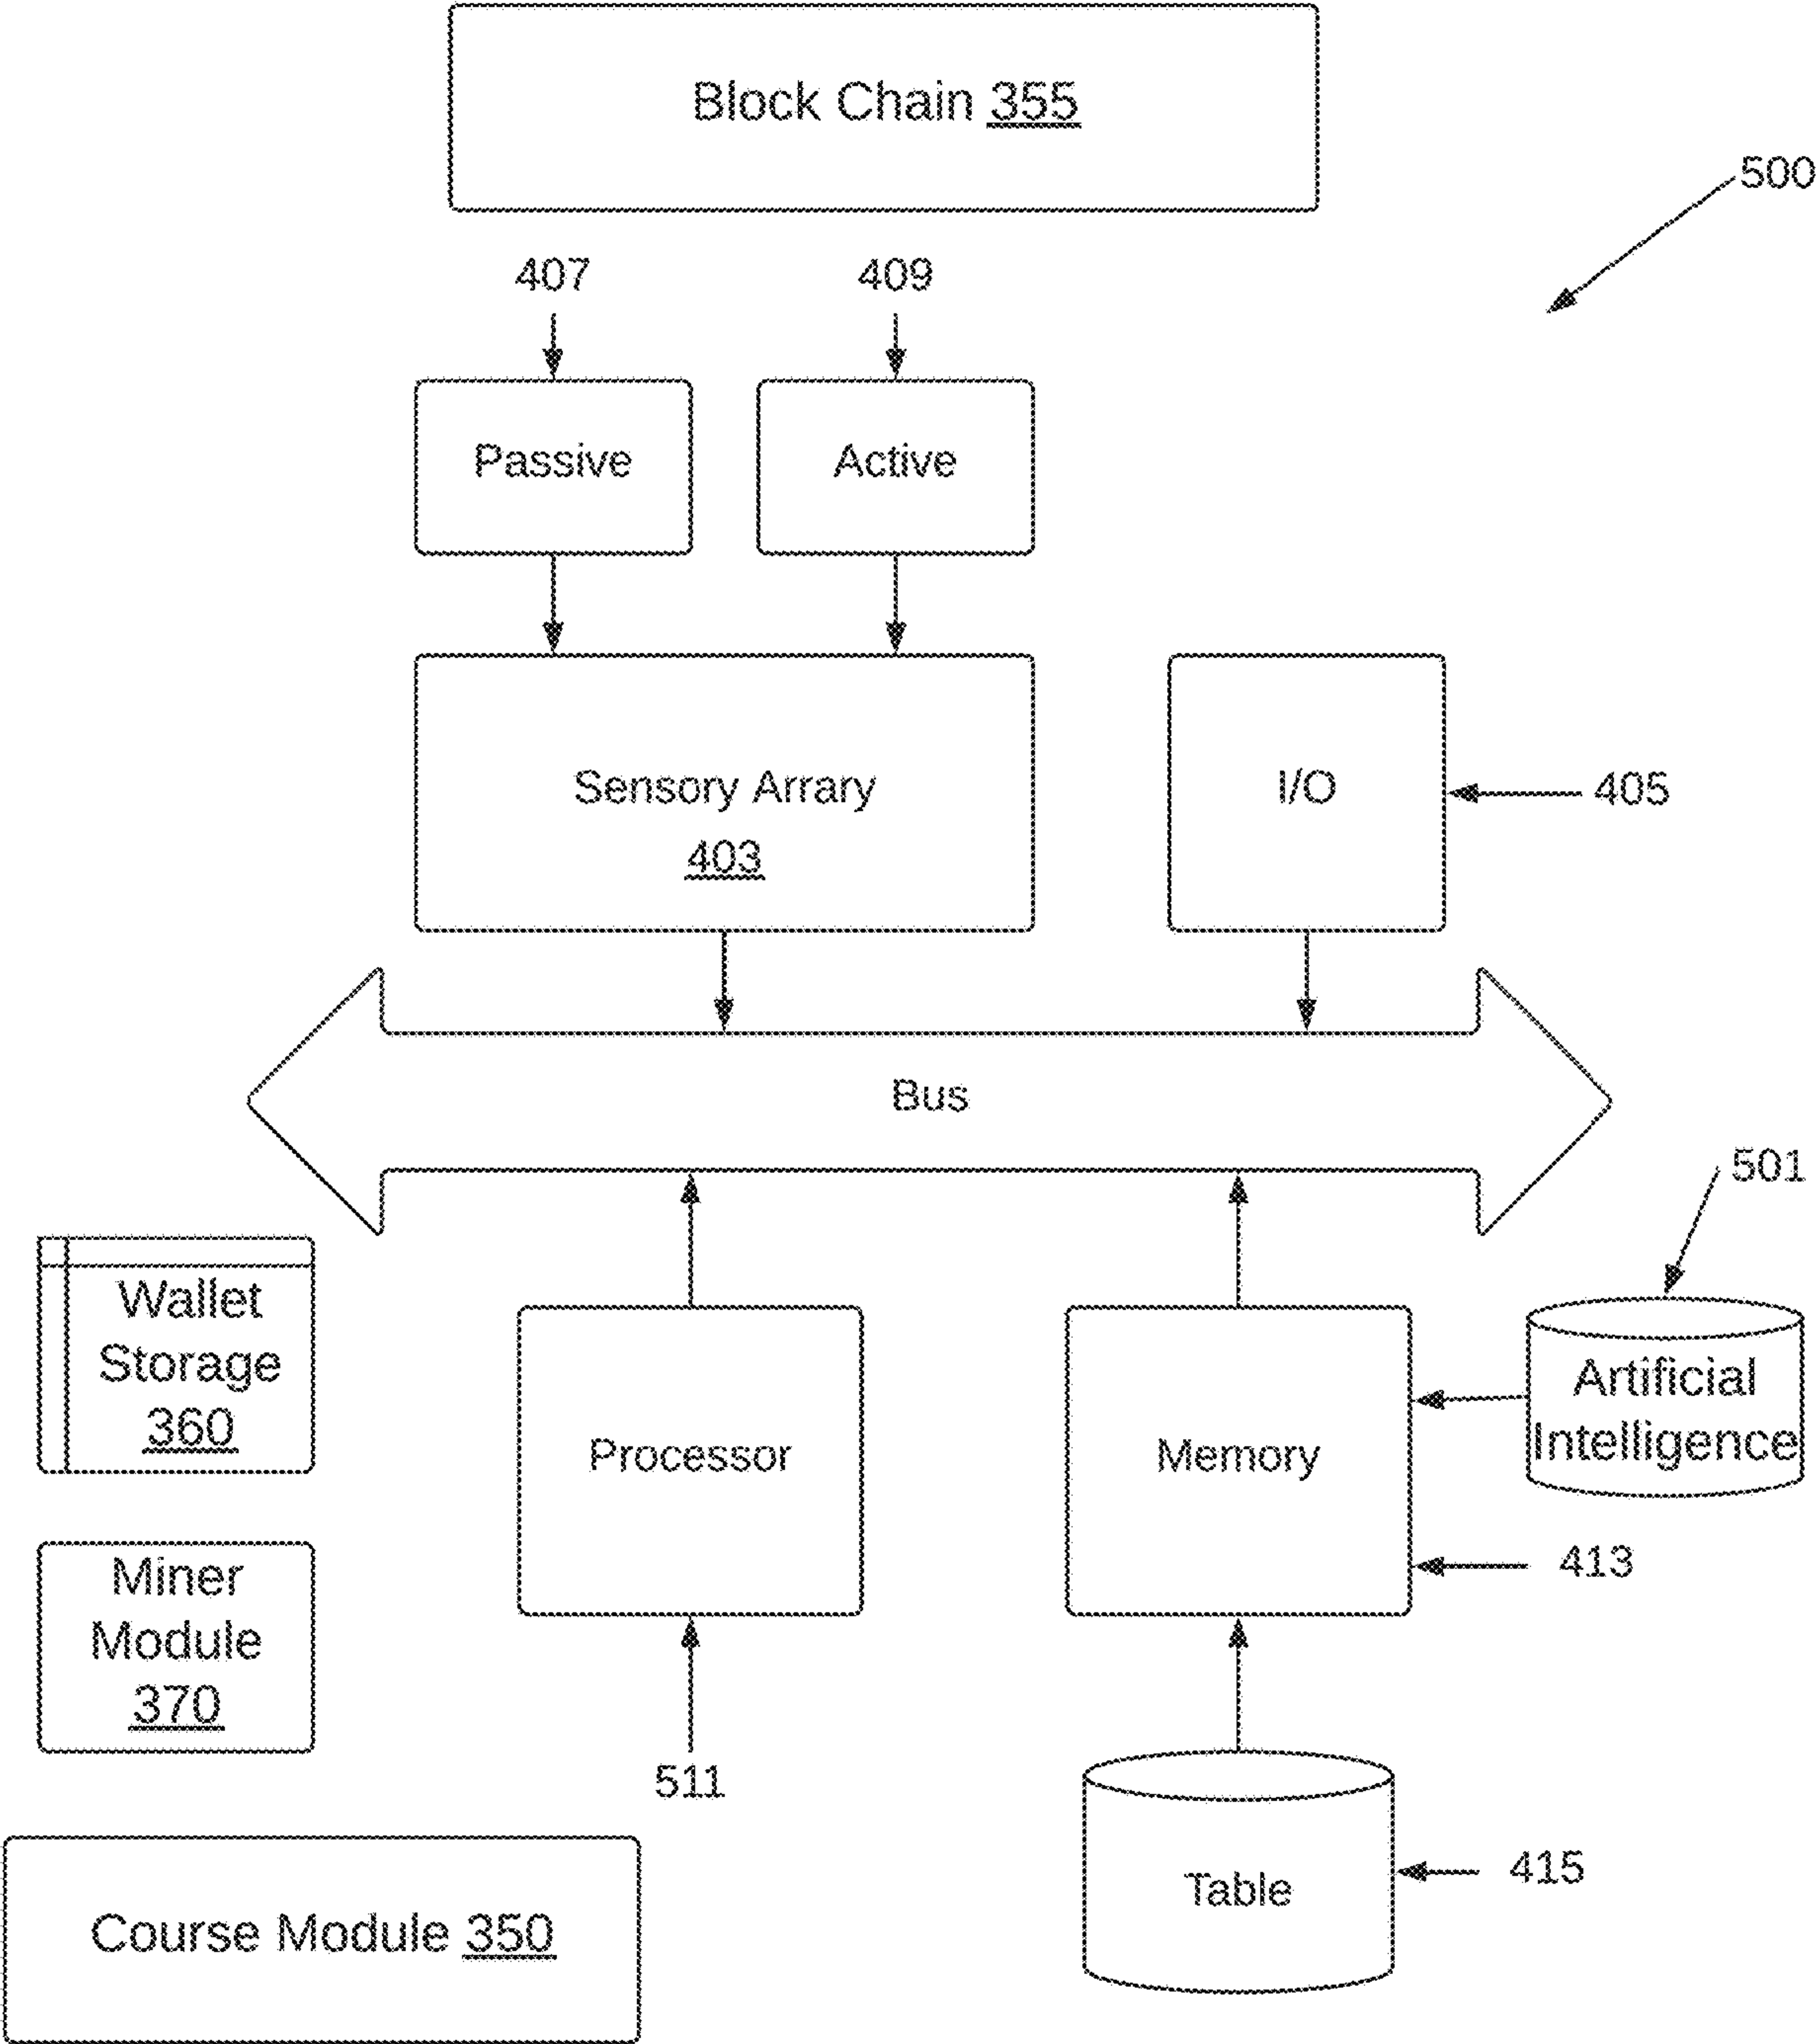 Block Chain 355
500
407
409
Passive
Active
Sensory Arrary
403
I/O
405
Bus
501
Wallet
Storage
360
Processor
Memory
Artificial
Intelligence
413
Miner
Module
370
511
Table
415
Course Module 350